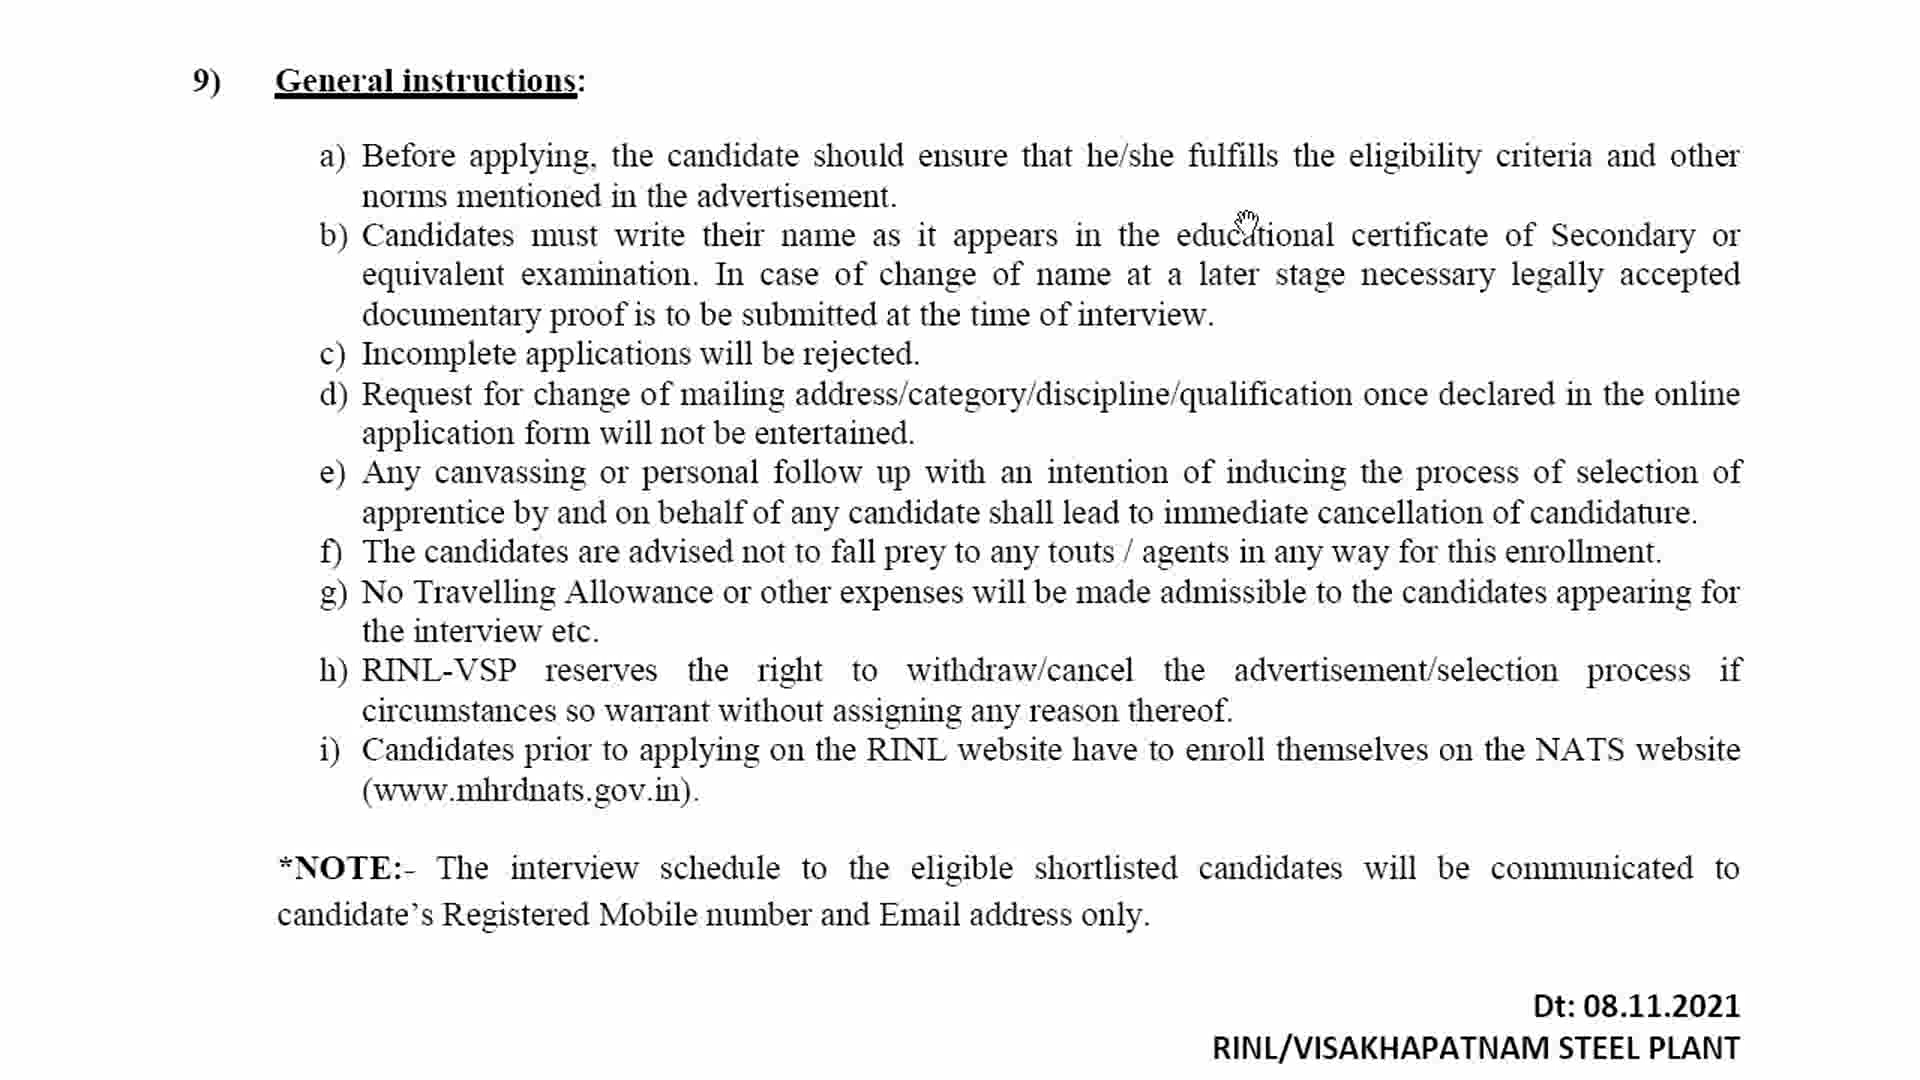 9) General instructions:
a) Before applying, the candidate should ensure that he/she fulfills the eligibility criteria and other
norms mentioned in the advertisement.
b) Candidates must write their name as it appears in the educational certificate of Secondary or
equivalent examination. In case of change of name at a later stage necessary legally accepted
documentary proof is to be submitted at the time of interview.
c) Incomplete applications will be rejected.
d) Request for change of mailing address/category/discipline/qualification once declared in the online
application form will not be entertained.
e) Any canvassing or personal follow up with an intention of inducing the process of selection of
apprentice by and on behalf of any candidate shall lead to immediate cancellation of candidature.
f) The candidates are advised not to fall prey to any touts / agents in any way for this enrollment.
g) No Travelling Allowance or other expenses will be made admissible to the candidates appearing for
the interview etc.
h) RINL-VSP reserves the right to withdraw/cancel the advertisement/selection process if
circumstances so warrant without assigning any reason thereof.
i) Candidates prior to applying on the RINL website have to enroll themselves on the NATS website
(www.mhrdnats.gov.in).
*NOTE:- The interview schedule to the eligible shortlisted candidates will be communicated to
candidate’s Registered Mobile number and Email address only.
Dt: 08.11.2021
RINL/VISAKHAPATNAM STEEL PLANT